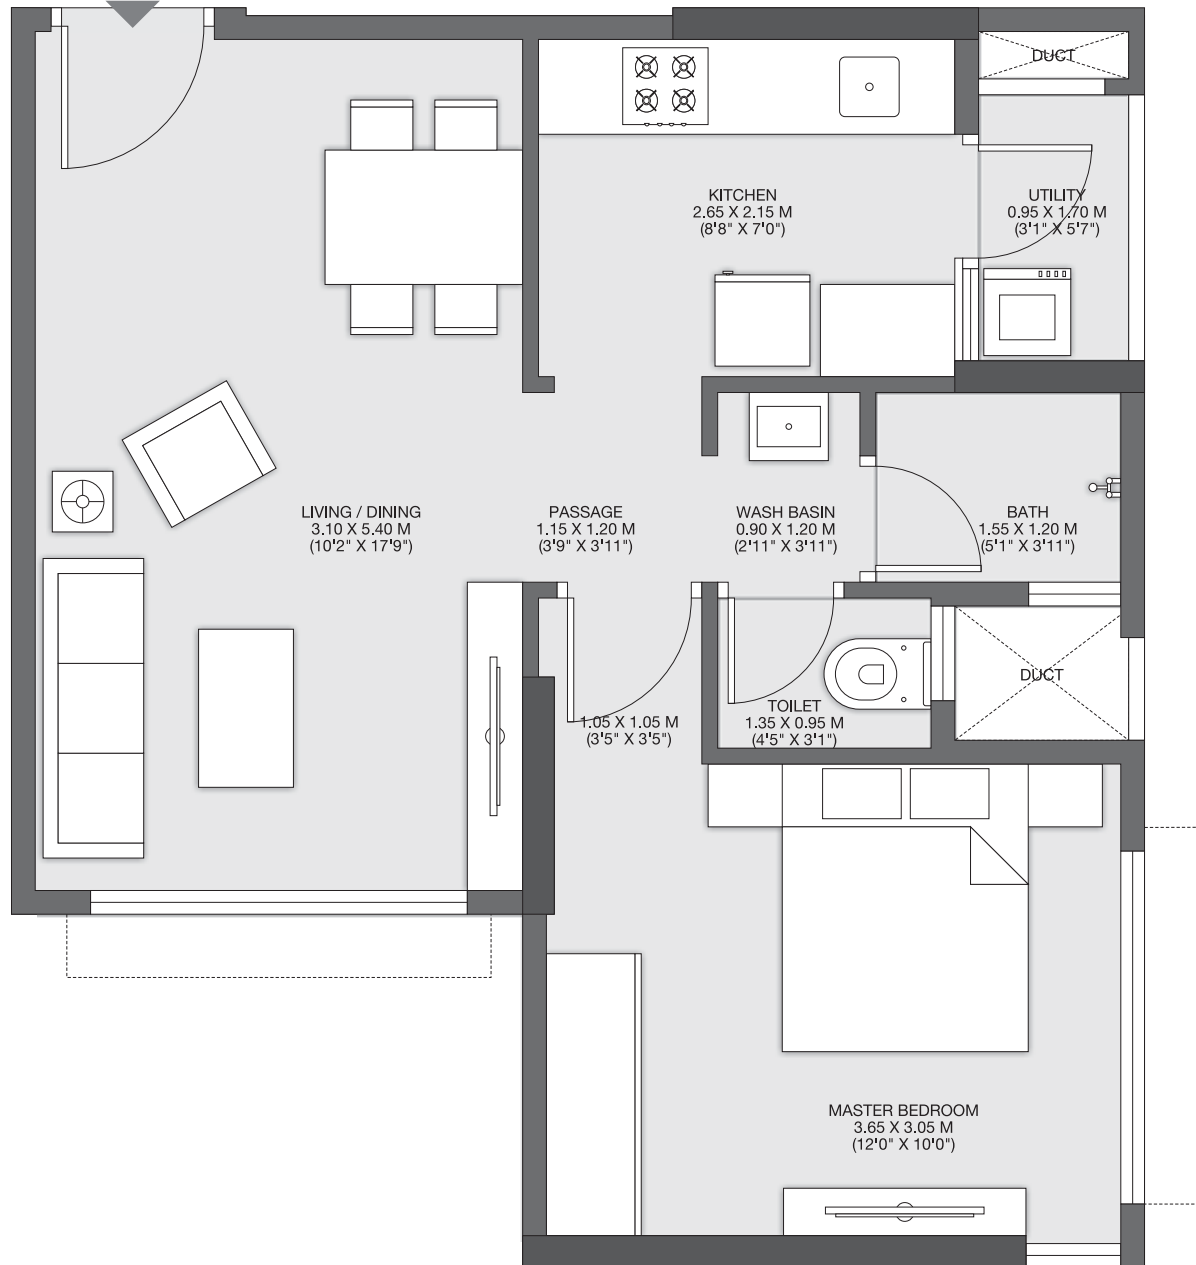 DUCT
KITCHEN
2.65 X 2.15 M
(8'8" X 7'0")
UTILITY
0.95 X 1.70 M
(3'1" X 5'7")
LIVING / DINING
3.10 X 5.40 M
(10'2" X 17'9")
PASSAGE
1.15 X 1.20 M
(3'9" X 3'11")
WASH BASIN
0.90 X 1.20 M
(2'11" X 3'11")
BATH
1.55 X 1.20 M
(5'1" X 3'11")
DUCT
1.05 X 1.05 M
(3'5" X 3'5")
TOILET
1.35 X 0.95 M
(4'5" X 3'1")
MASTER BEDROOM
3.65 X 3.05 M
(12'0" X 10'0")